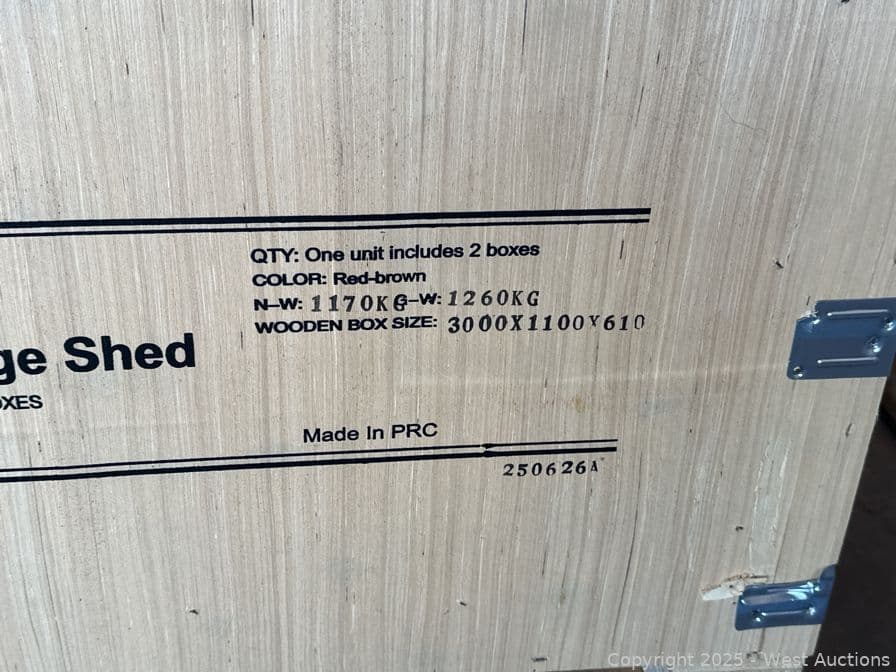 QTY: One unit includes 2 boxes
COLOR: Red-brown
N-W: 1170KG-W: 1260KG
WOODEN BOX SIZE: 3000X1100X610
ge Shed
OXES
Made In PRC
250626A
Copyright 2025 - West Auctions